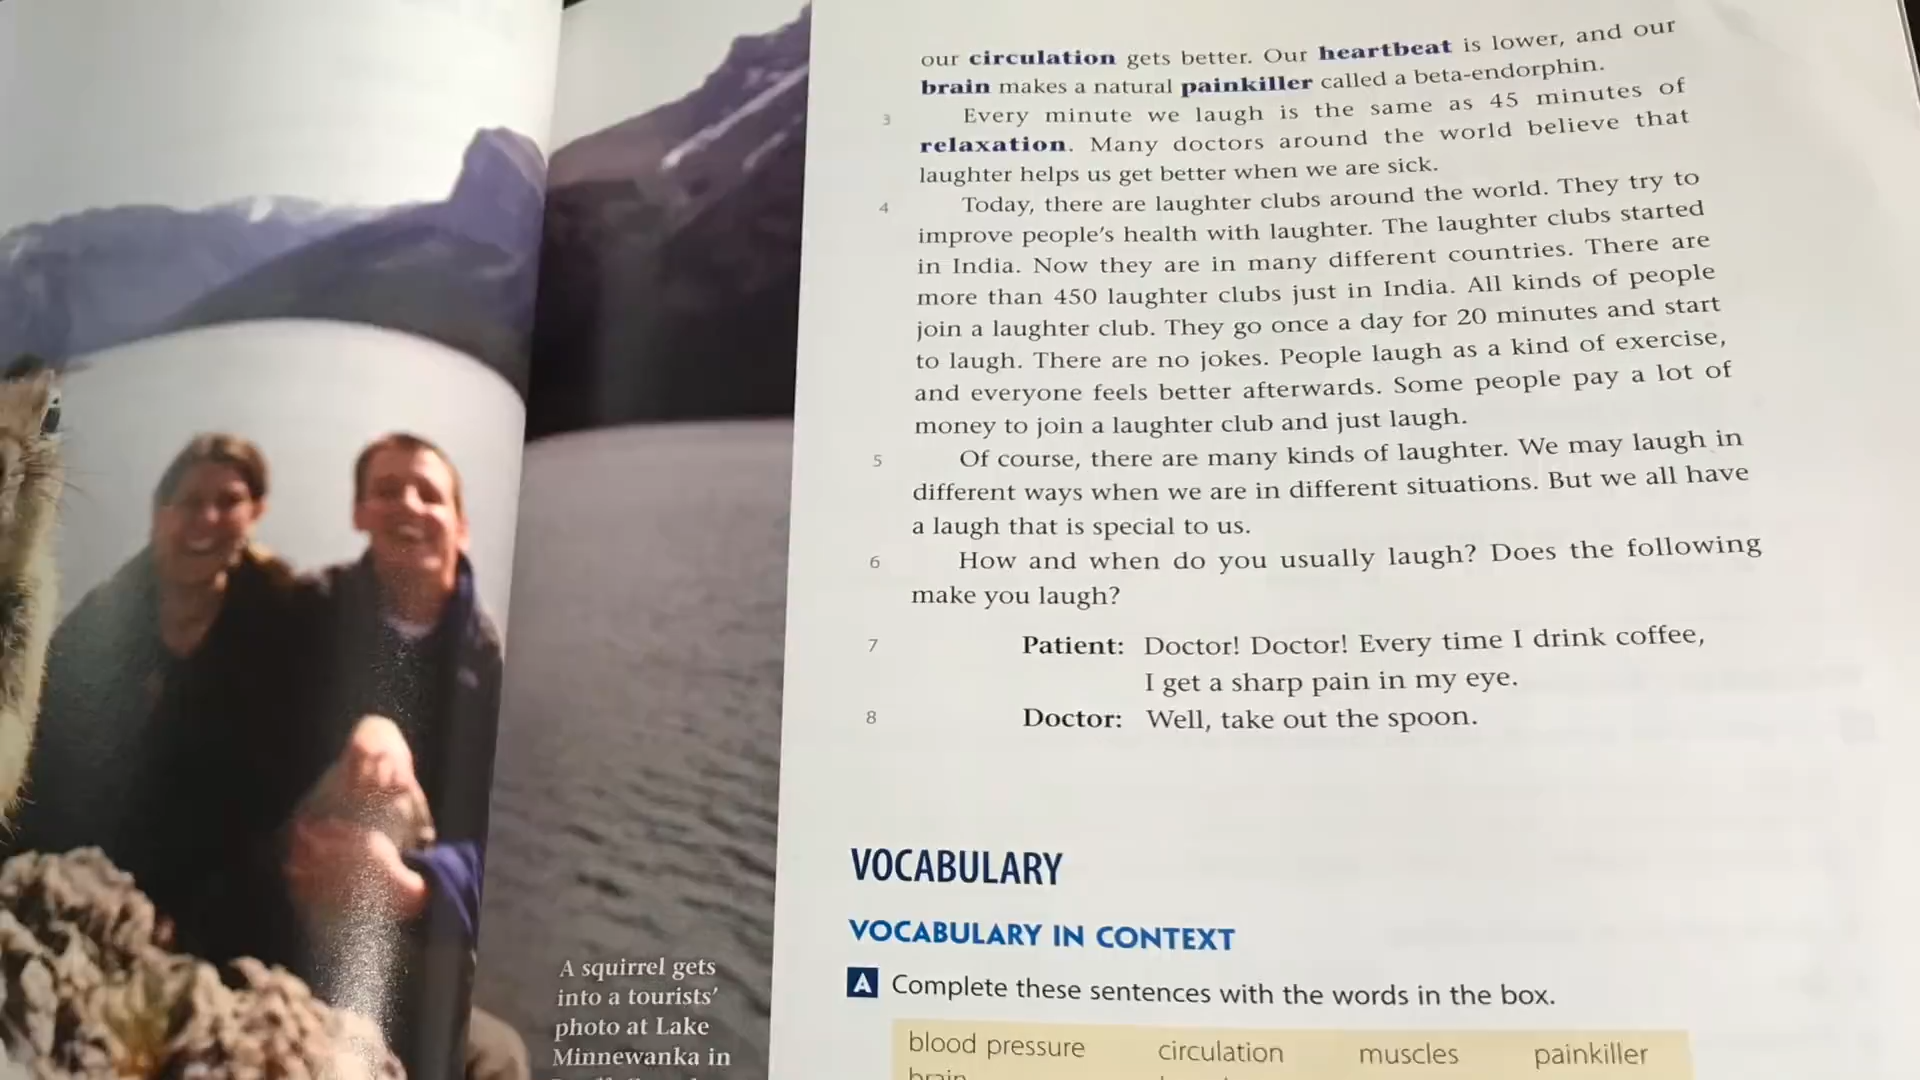 our circulation gets better. Our heartbeat is lower, and our
brain makes a natural painkiller called a beta-endorphin.
3 Every minute we laugh is the same as 45 minutes of
relaxation. Many doctors around the world believe that
laughter helps us get better when we are sick.
4 Today, there are laughter clubs around the world. They try to
improve people's health with laughter. The laughter clubs started
in India. Now they are in many different countries. There are
more than 450 laughter clubs just in India. All kinds of people
join a laughter club. They go once a day for 20 minutes and start
to laugh. There are no jokes. People laugh as a kind of exercise,
and everyone feels better afterwards. Some people pay a lot of
money to join a laughter club and just laugh.
5 Of course, there are many kinds of laughter. We may laugh in
different ways when we are in different situations. But we all have
a laugh that is special to us.
6 How and when do you usually laugh? Does the following
make you laugh?
7 Patient: Doctor! Doctor! Every time I drink coffee,
I get a sharp pain in my eye.
8 Doctor: Well, take out the spoon.
A squirrel gets
into a tourists'
photo at Lake
Minnewanka in
VOCABULARY
VOCABULARY IN CONTEXT
A Complete these sentences with the words in the box.
blood pressure circulation muscles painkiller
brain